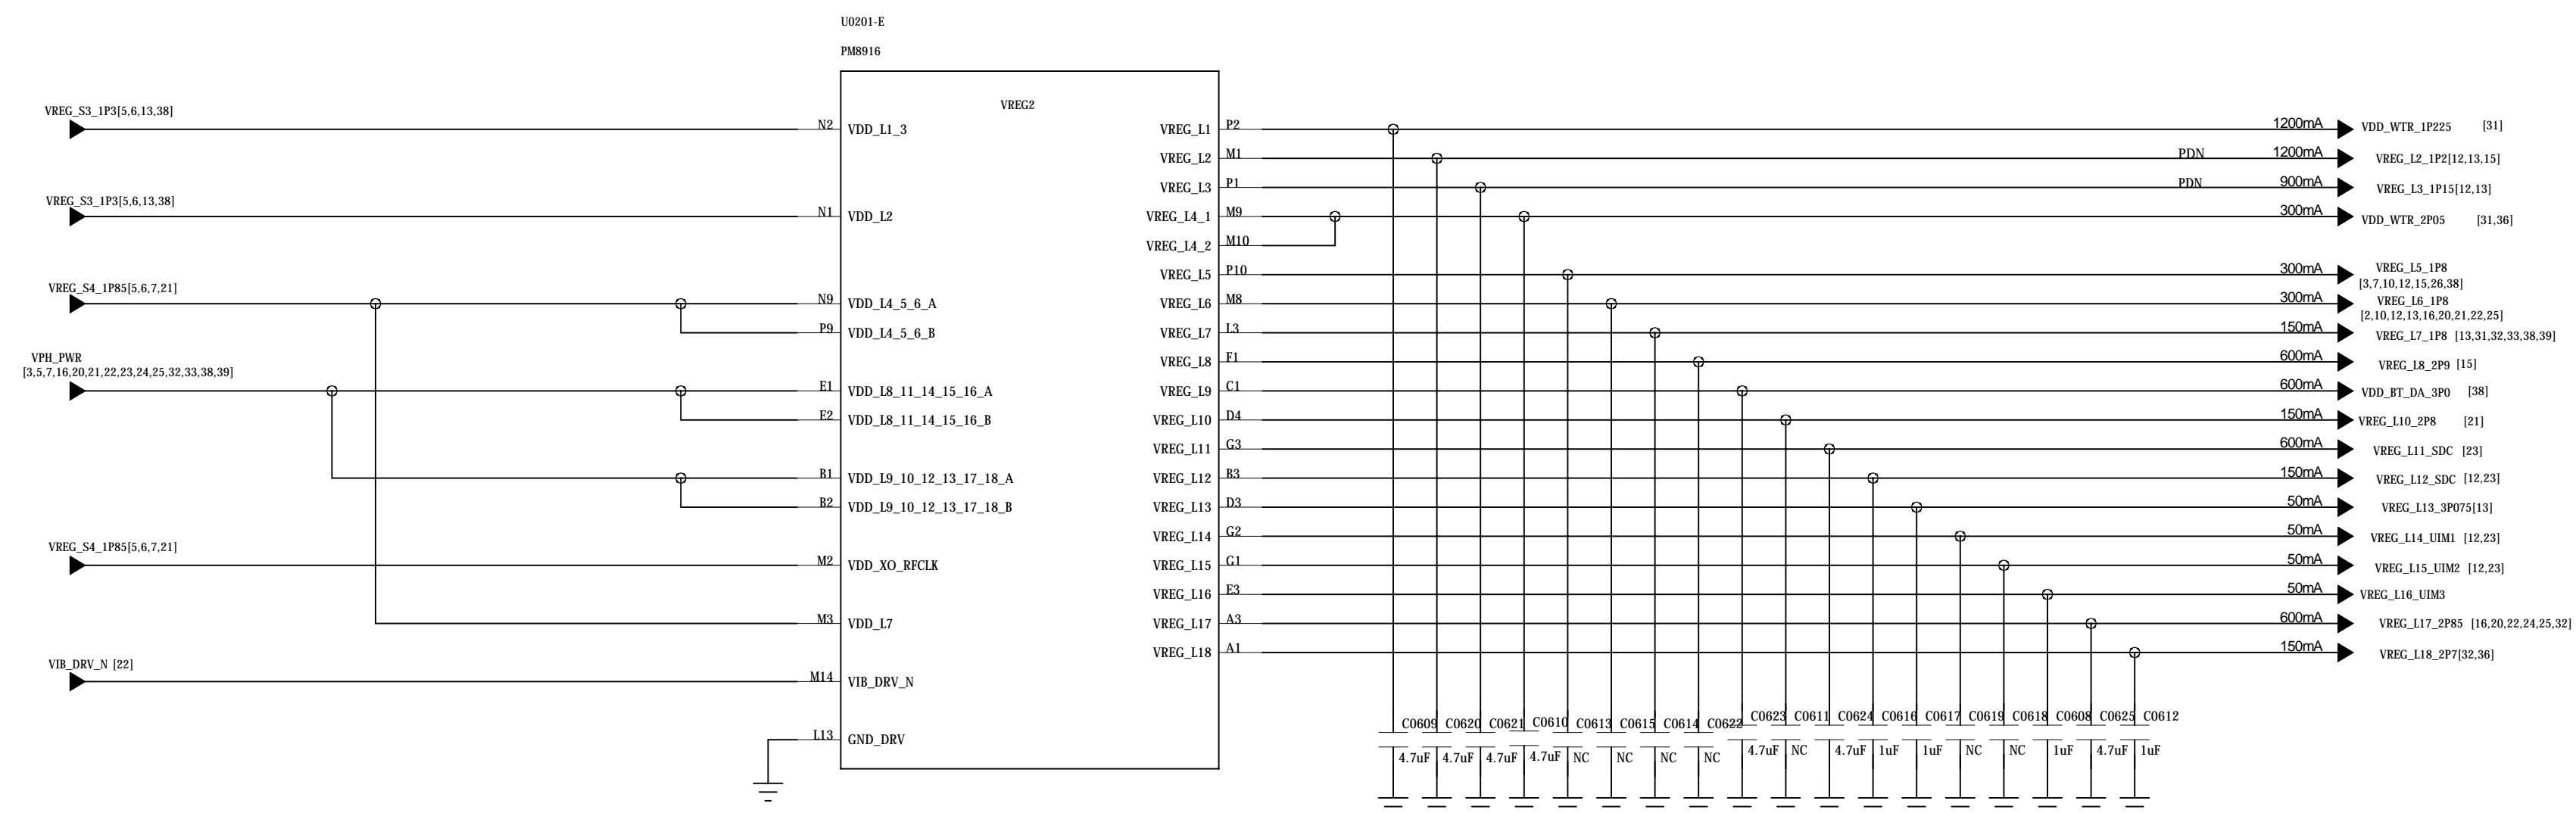 U0201-E
PM8916
VREG2
VREG_S3_1P3[5,6,13,38]
N2 VDD_L1_3
VREG_S3_1P3[5,6,13,38]
N1 VDD_L2
VREG_S4_1P85[5,6,7,21]
N9 VDD_L4_5_6_A
P9 VDD_L4_5_6_B
VPH_PWR
[3,5,7,16,20,21,22,23,24,25,32,33,38,39]
E1 VDD_L8_11_14_15_16_A
E2 VDD_L8_11_14_15_16_B
B1 VDD_L9_10_12_13_17_18_A
B2 VDD_L9_10_12_13_17_18_B
VREG_S4_1P85[5,6,7,21]
M2 VDD_XO_RFCLK
M3 VDD_L7
VIB_DRV_N [22]
M14 VIB_DRV_N
L13 GND_DRV
VREG_L1 P2 1200mA VDD_WTR_1P225 [31]
VREG_L2 M1 PDN 1200mA VREG_L2_1P2[12,13,15]
VREG_L3 P1 PDN 900mA VREG_L3_1P15[12,13]
VREG_L4_1 M9 300mA VDD_WTR_2P05 [31,36]
VREG_L4_2 M10
VREG_L5 P10 300mA VREG_L5_1P8
[3,7,10,12,15,26,38]
VREG_L6 M8 300mA VREG_L6_1P8
[2,10,12,13,16,20,21,22,25]
VREG_L7 L3 150mA VREG_L7_1P8 [13,31,32,33,38,39]
VREG_L8 F1 600mA VREG_L8_2P9 [15]
VREG_L9 C1 600mA VDD_BT_DA_3P0 [38]
VREG_L10 D4 150mA VREG_L10_2P8 [21]
VREG_L11 G3 600mA VREG_L11_SDC [23]
VREG_L12 B3 150mA VREG_L12_SDC [12,23]
VREG_L13 D3 50mA VREG_L13_3P075[13]
VREG_L14 G2 50mA VREG_L14_UIM1 [12,23]
VREG_L15 G1 50mA VREG_L15_UIM2 [12,23]
VREG_L16 E3 50mA VREG_L16_UIM3
VREG_L17 A3 600mA VREG_L17_2P85 [16,20,22,24,25,32]
VREG_L18 A1 150mA VREG_L18_2P7[32,36]
C0609 C0620 C0621 C0610 C0613 C0615 C0614 C0622 C0623 C0611 C0624 C0616 C0617 C0619 C0618 C0608 C0625 C0612
4.7uF 4.7uF 4.7uF 4.7uF NC NC NC NC 4.7uF NC 4.7uF 1uF 1uF NC NC 1uF 4.7uF 1uF